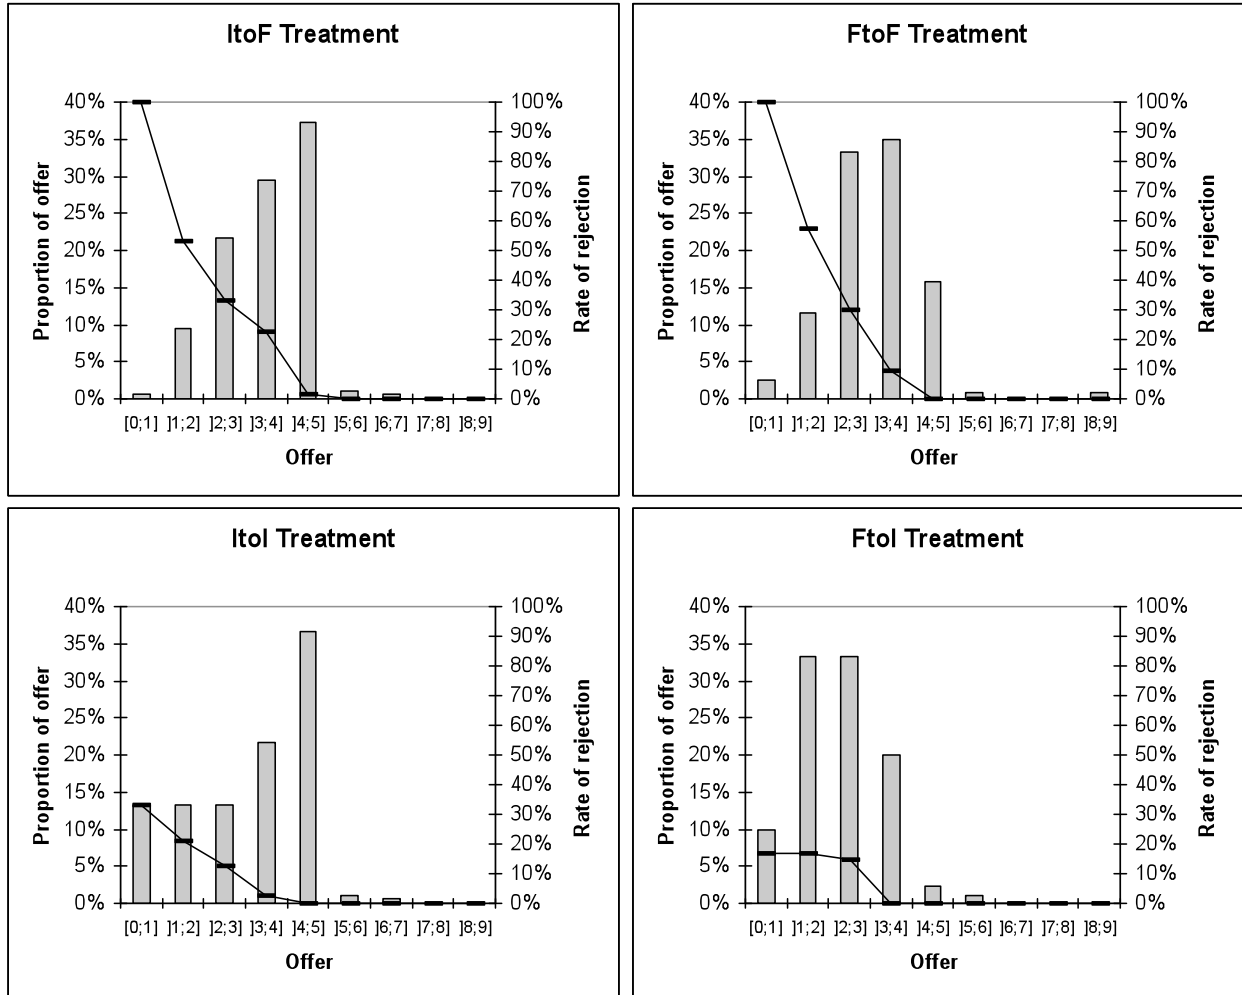 ItoF Treatment
40% 100%
35% 90%
30% 80%
25% 70%
20% 60%
15% 50%
10% 40%
5% 30%
0% 20%
10%
0%
Proportion of offer
Rate of rejection
[0;1] ]1;2] ]2;3] ]3;4] ]4;5] ]5;6] ]6;7] ]7;8] ]8;9]
Offer
FtoF Treatment
40% 100%
35% 90%
30% 80%
25% 70%
20% 60%
15% 50%
10% 40%
5% 30%
0% 20%
10%
0%
Proportion of offer
Rate of rejection
[0;1] ]1;2] ]2;3] ]3;4] ]4;5] ]5;6] ]6;7] ]7;8] ]8;9]
Offer
ItoI Treatment
40% 100%
35% 90%
30% 80%
25% 70%
20% 60%
15% 50%
10% 40%
5% 30%
0% 20%
10%
0%
Proportion of offer
Rate of rejection
[0;1] ]1;2] ]2;3] ]3;4] ]4;5] ]5;6] ]6;7] ]7;8] ]8;9]
Offer
FtoI Treatment
40% 100%
35% 90%
30% 80%
25% 70%
20% 60%
15% 50%
10% 40%
5% 30%
0% 20%
10%
0%
Proportion of offer
Rate of rejection
[0;1] ]1;2] ]2;3] ]3;4] ]4;5] ]5;6] ]6;7] ]7;8] ]8;9]
Offer